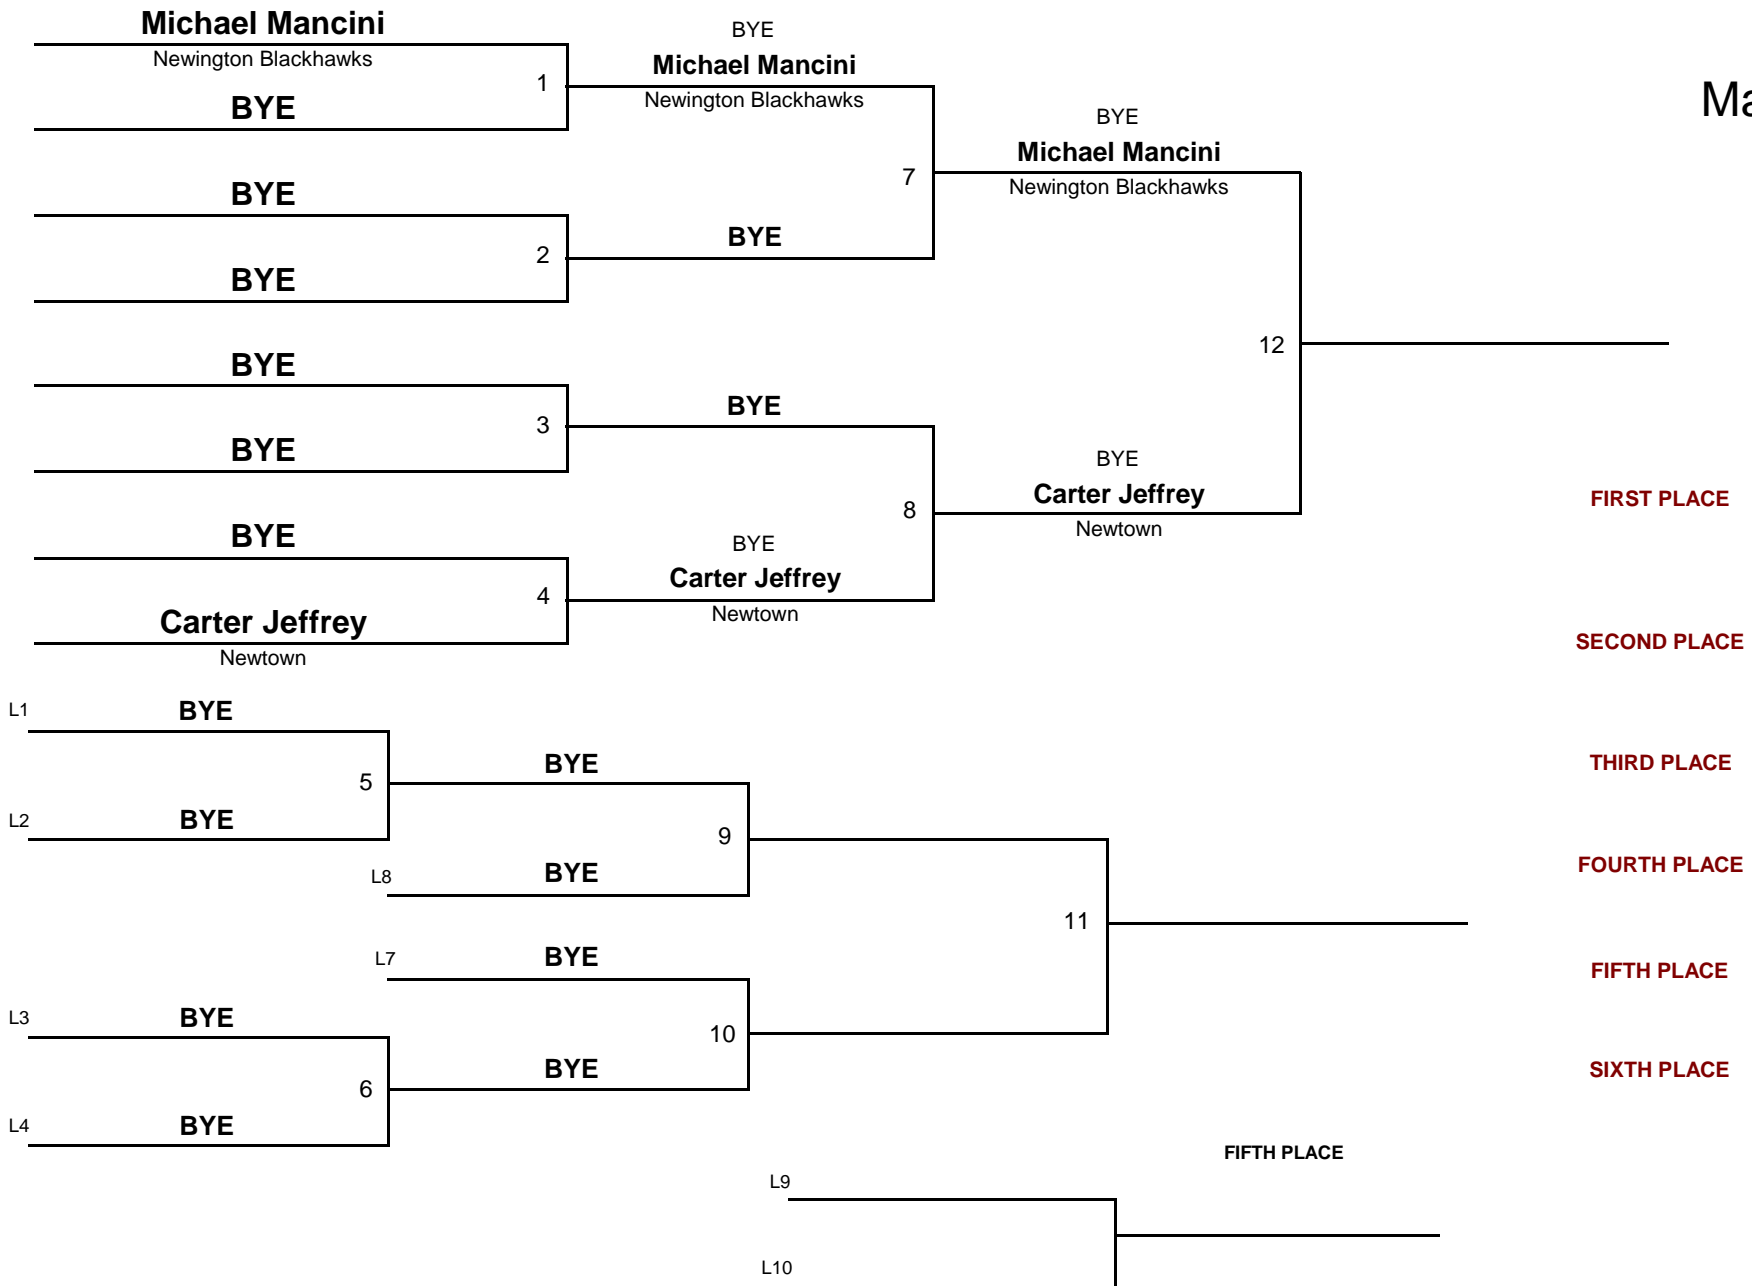 Michael Mancini
Newington Blackhawks
1
BYE
BYE
2
BYE
BYE
3
BYE
BYE
4
Carter Jeffrey
Newtown
BYE
Michael Mancini
Newington Blackhawks
7
BYE
BYE
8
BYE
Carter Jeffrey
Newtown
BYE
Michael Mancini
Newington Blackhawks
12
BYE
Carter Jeffrey
Newtown
Ma
FIRST PLACE
SECOND PLACE
THIRD PLACE
FOURTH PLACE
FIFTH PLACE
SIXTH PLACE
L1 BYE
5
L2 BYE
BYE
9
L8 BYE
11
L7 BYE
10
L3 BYE
6
BYE
L4 BYE
FIFTH PLACE
L9
L10